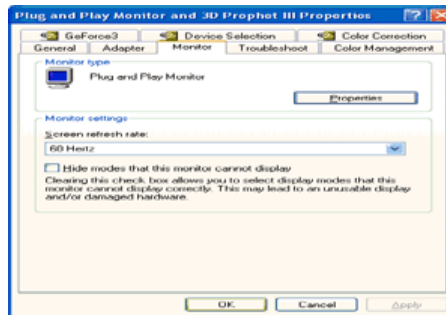 Plug and Play Monitor and 3D Prophet III Properties
GeForce3 Device Selection Color Correction
General Adapter Monitor Troubleshoot Color Management
Monitor type
Plug and Play Monitor
Properties
Monitor settings
Screen refresh rate:
60 Hertz
Hide modes that this monitor cannot display
Clearing this check box allows you to select display modes that this
monitor cannot display correctly. This may lead to an unusable display
and/or damaged hardware.
OK Cancel Apply